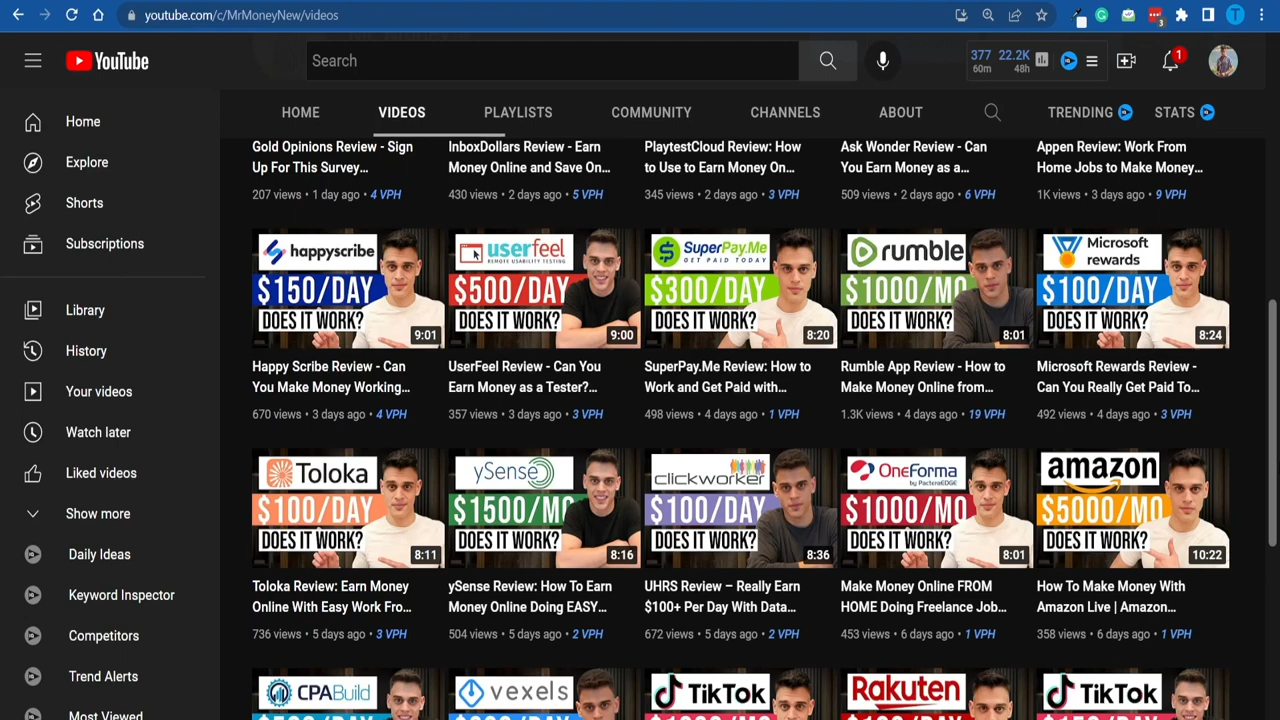 youtube.com/c/MrMoneyNew/videos
3
T
YouTube
Search
377 22.2K
60m 48h
1
HOME VIDEOS PLAYLISTS COMMUNITY CHANNELS ABOUT TRENDING STATS
Home
Explore
Shorts
Subscriptions
Library
History
Your videos
Watch later
Liked videos
Show more
Daily Ideas
Keyword Inspector
Competitors
Trend Alerts
Most Viewed
Gold Opinions Review - Sign
Up For This Survey...
207 views • 1 day ago • 4 VPH
InboxDollars Review - Earn
Money Online and Save On...
430 views • 2 days ago • 5 VPH
PlaytestCloud Review: How
to Use to Earn Money On...
345 views • 2 days ago • 3 VPH
Ask Wonder Review - Can
You Earn Money as a...
509 views • 2 days ago • 6 VPH
Appen Review: Work From
Home Jobs to Make Money...
1K views • 3 days ago • 9 VPH
happyscribe
$150/DAY
DOES IT WORK?
9:01
Happy Scribe Review - Can
You Make Money Working...
670 views • 3 days ago • 4 VPH
userfeel
REMOTE USABILITY TESTING
$500/DAY
DOES IT WORK?
9:00
UserFeel Review - Can You
Earn Money as a Tester?...
357 views • 3 days ago • 3 VPH
SuperPay.Me
GET PAID TODAY
$300/DAY
DOES IT WORK?
8:20
SuperPay.Me Review: How to
Work and Get Paid with...
498 views • 4 days ago • 1 VPH
rumble
$1000/MO
DOES IT WORK?
8:01
Rumble App Review - How to
Make Money Online from...
1.3K views • 4 days ago • 19 VPH
Microsoft
rewards
$100/DAY
DOES IT WORK?
8:24
Microsoft Rewards Review -
Can You Really Get Paid To...
492 views • 4 days ago • 3 VPH
Toloka
$100/DAY
DOES IT WORK?
8:11
Toloka Review: Earn Money
Online With Easy Work Fro...
736 views • 5 days ago • 3 VPH
ySense
$1500/MO
DOES IT WORK?
8:16
ySense Review: How To Earn
Money Online Doing EASY...
504 views • 5 days ago • 2 VPH
clickworker
$100/DAY
DOES IT WORK?
8:36
UHRS Review – Really Earn
$100+ Per Day With Data...
672 views • 5 days ago • 2 VPH
OneForma
by PacteraEDGE
$1000/MO
DOES IT WORK?
8:01
Make Money Online FROM
HOME Doing Freelance Job...
453 views • 6 days ago • 1 VPH
amazon
$5000/MO
DOES IT WORK?
10:22
How To Make Money With
Amazon Live | Amazon...
358 views • 6 days ago • 1 VPH
CPABuild
vexels
TikTok
Rakuten
TikTok